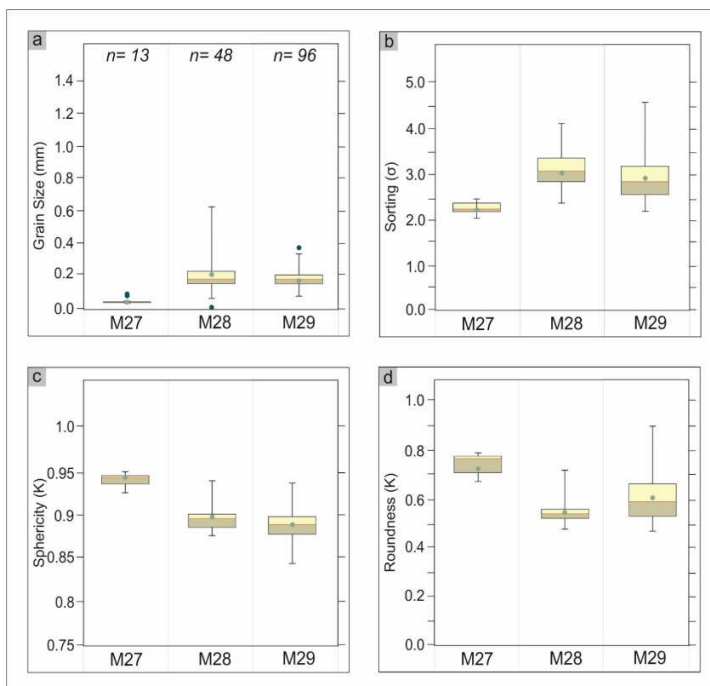 a
n= 13 n= 48 n= 96
Grain Size (mm)
1.4
1.2
1.0
0.8
0.6
0.4
0.2
0.0
M27 M28 M29
b
Sorting (σ)
5.0
4.0
3.0
2.0
1.0
0.0
M27 M28 M29
c
Sphericity (K)
1.0
0.95
0.9
0.85
0.8
0.75
M27 M28 M29
d
Roundness (K)
1.0
0.8
0.6
0.4
0.2
0.0
M27 M28 M29